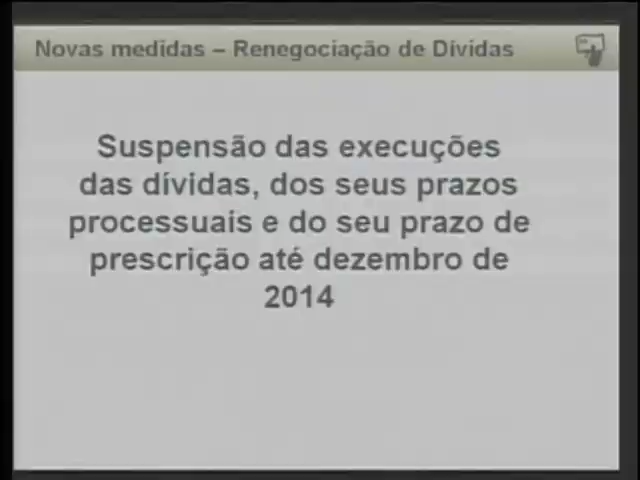 Novas medidas – Renegociação de Dívidas
Suspensão das execuções
das dívidas, dos seus prazos
processuais e do seu prazo de
prescrição até dezembro de
2014